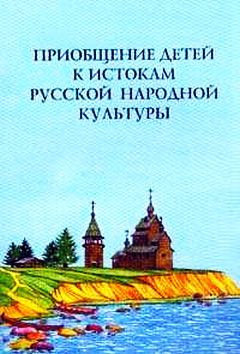 ПРИОБЩЕНИЕ ДЕТЕЙ
К ИСТОКАМ
РУССКОЙ НАРОДНОЙ
КУЛЬТУРЫ